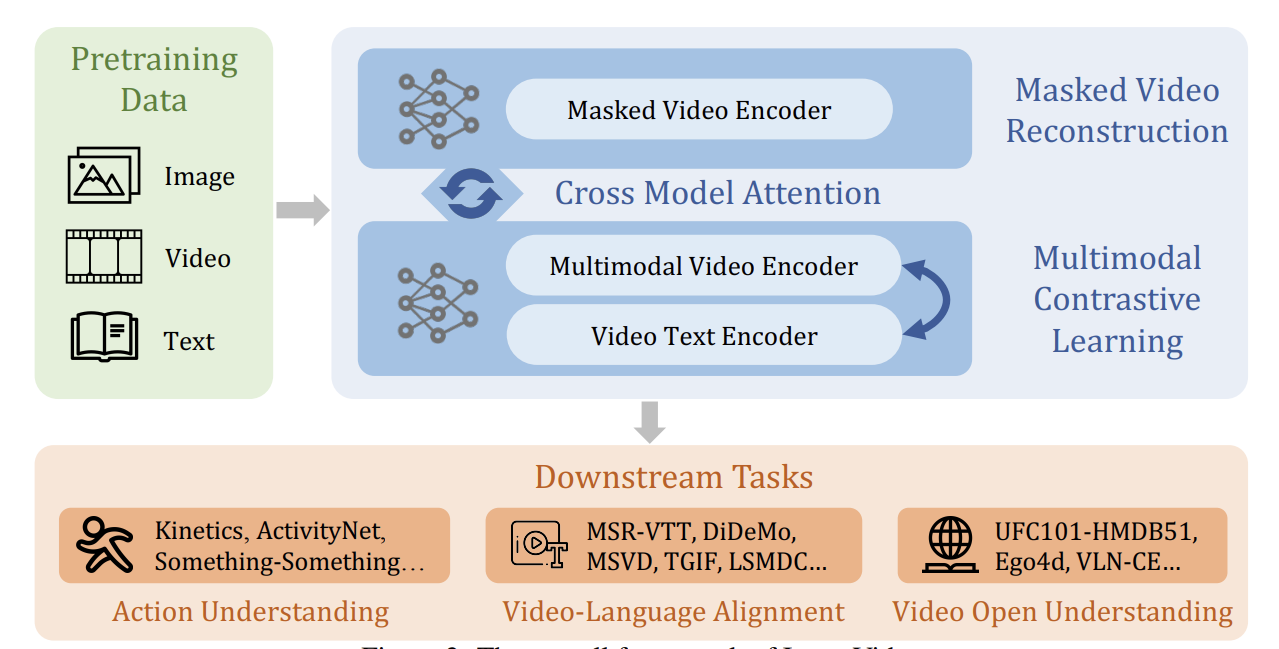 Pretraining
Data
Image
Video
Text
Masked Video Encoder
Masked Video
Reconstruction
Cross Model Attention
Multimodal Video Encoder
Video Text Encoder
Multimodal
Contrastive
Learning
Downstream Tasks
Kinetics, ActivityNet,
Something-Something...
Action Understanding
MSR-VTT, DiDeMo,
MSVD, TGIF, LSMDC...
Video-Language Alignment
UFC101-HMDB51,
Ego4d, VLN-CE...
Video Open Understanding